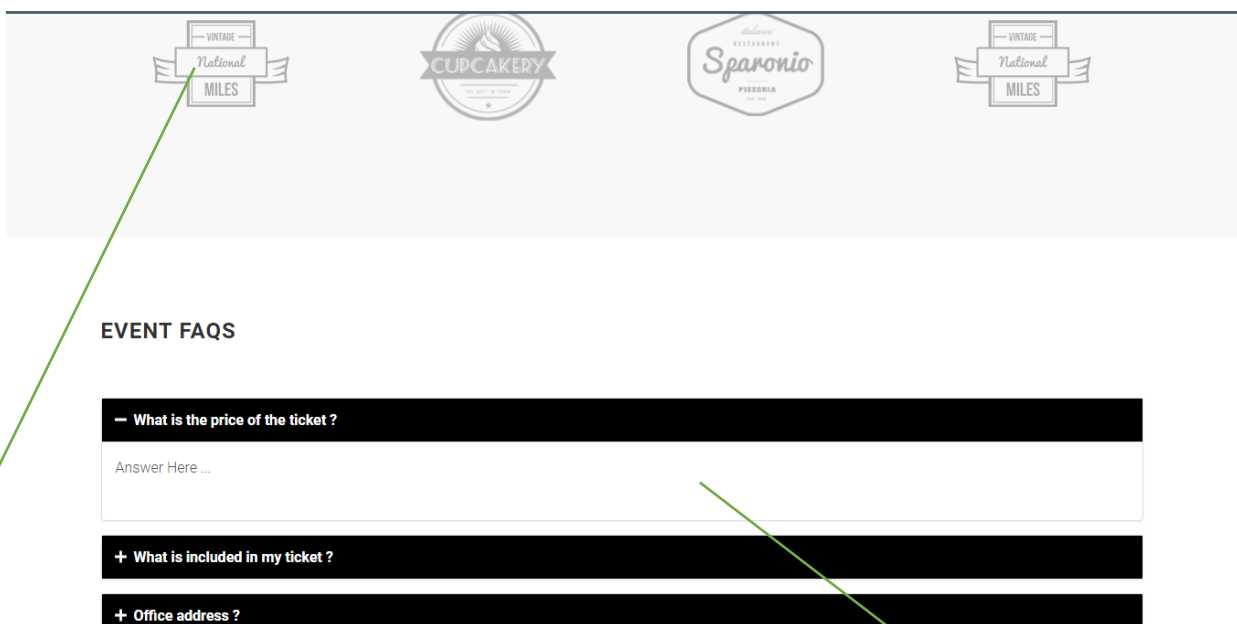 VINTAGE
National
MILES
CUPCAKERY
Sparonio
RESTAURANT
PIZZERIA
VINTAGE
National
MILES
EVENT FAQS
What is the price of the ticket ?
Answer Here ...
What is included in my ticket ?
Office address ?